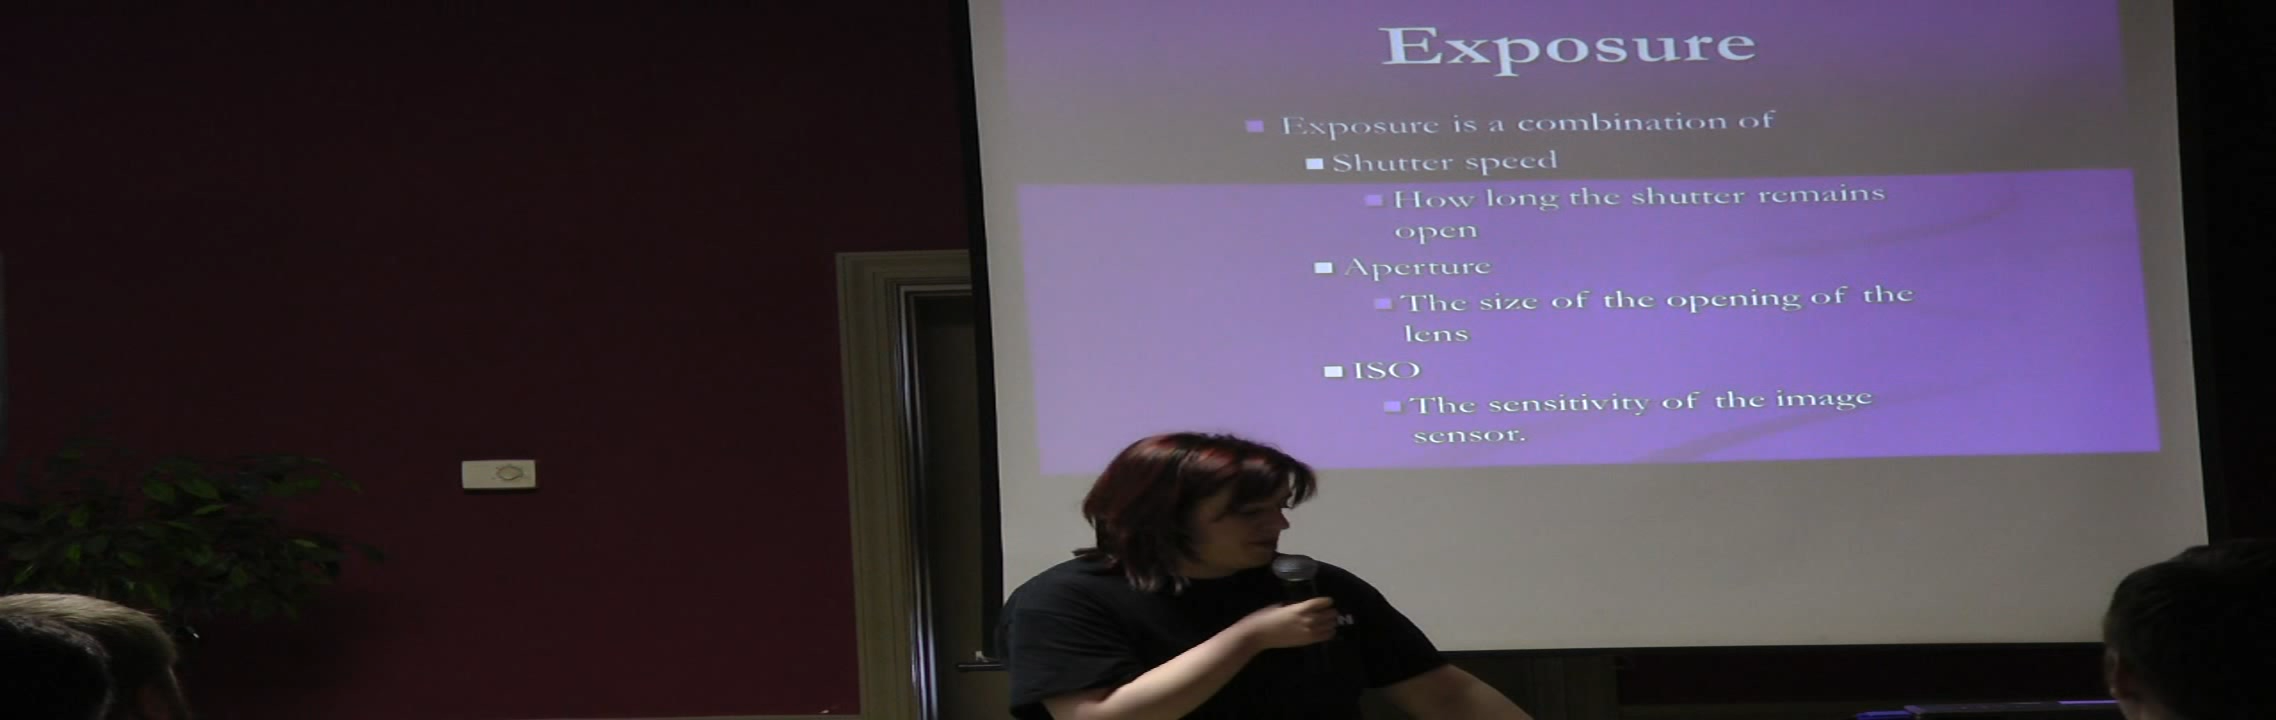 Exposure
Exposure is a combination of
Shutter speed
How long the shutter remains
open
Aperture
The size of the opening of the
lens
ISO
The sensitivity of the image
sensor.